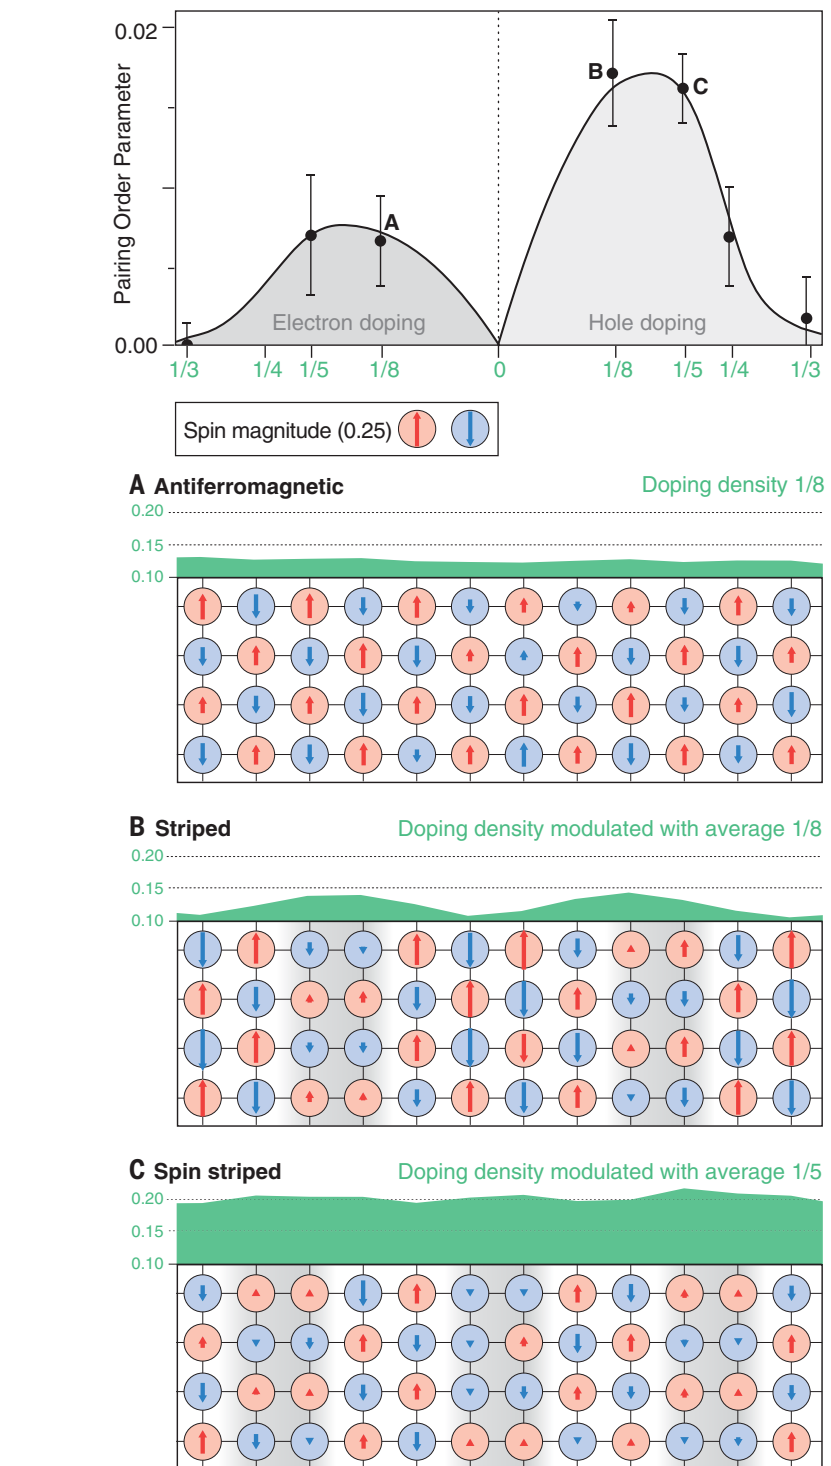 0.02
Pairing Order Parameter
B
C
A
Electron doping
Hole doping
0.00
1/3 1/4 1/5 1/8 0 1/8 1/5 1/4 1/3
Spin magnitude (0.25)
A Antiferromagnetic Doping density 1/8
0.20
0.15
0.10
B Striped Doping density modulated with average 1/8
0.20
0.15
0.10
C Spin striped Doping density modulated with average 1/5
0.20
0.15
0.10